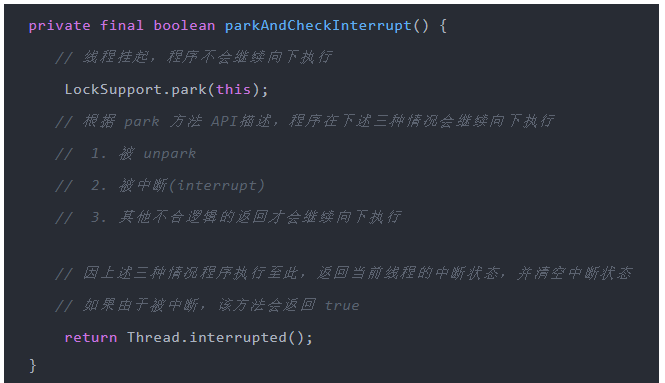 private final boolean parkAndCheckInterrupt() {
// 线程挂起，程序不会继续向下执行
LockSupport.park(this);
// 根据 park 方法 API描述，程序在下述三种情况会继续向下执行
// 1. 被 unpark
// 2. 被中断(interrupt)
// 3. 其他不合逻辑的返回才会继续向下执行
// 因上述三种情况程序执行至此，返回当前线程的中断状态，并清空中断状态
// 如果由于被中断，该方法会返回 true
return Thread.interrupted();
}